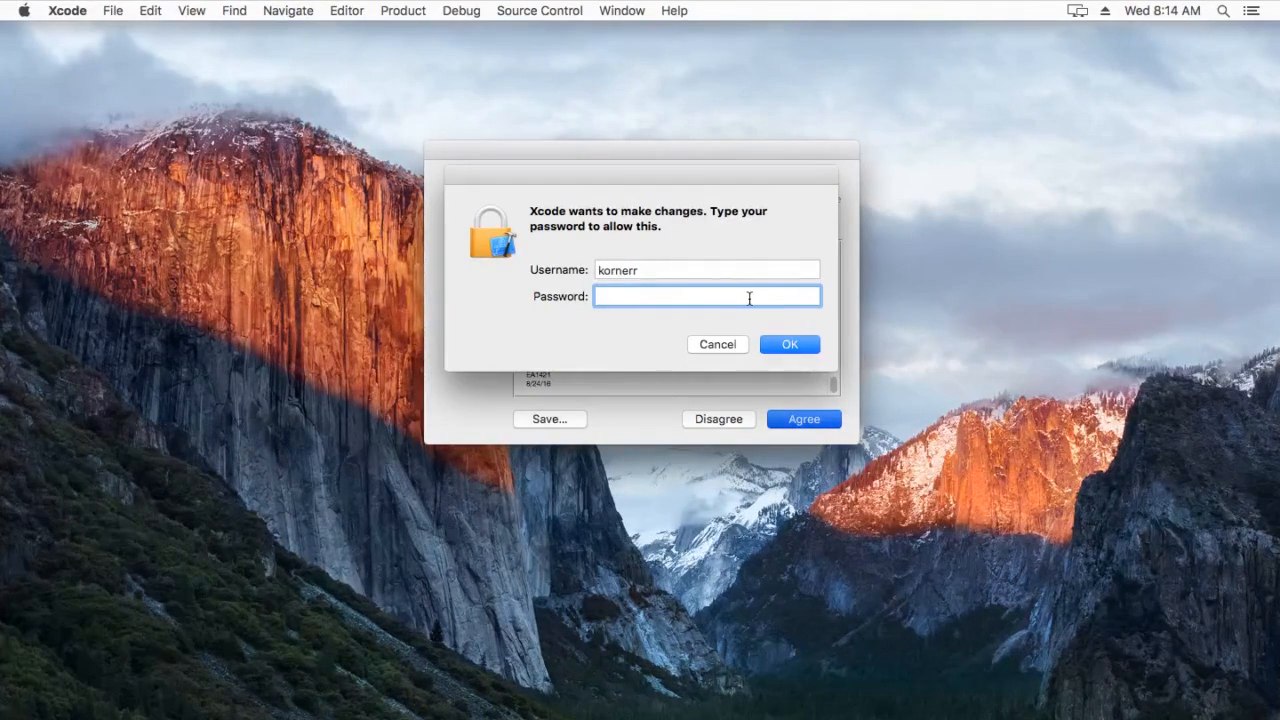 Xcode File Edit View Find Navigate Editor Product Debug Source Control Window Help Wed 8:14 AM
Xcode wants to make changes. Type your
password to allow this.
Username: kornerr
Password:
Cancel OK
EA1421
6/24/16
Save... Disagree Agree